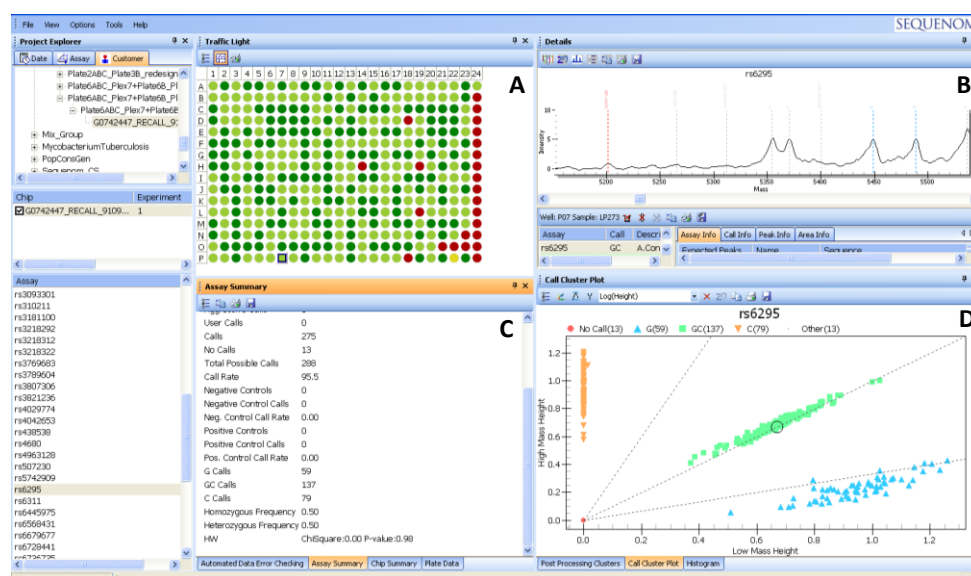 File View Options Tools Help
SEQUENOM
Project Explorer
Date Assay Customer
Plate2ABC_Plate3B_redesign
Plate6ABC_Plex7+Plate6B_Pl
Plate6ABC_Plex7+Plate6B_Pl
Plate6ABC_Plex7+Plate6E
G0742447_RECALL_91
Mix_Group
MycobacteriumTuberculosis
PopConsGen
Sequenom_CS
Chip Experiment
G0742447_RECALL_9109... 1
Assay
rs3093301
rs310211
rs3181100
rs3218292
rs3218312
rs3218322
rs3769683
rs3789604
rs3807306
rs3821236
rs4029774
rs4042653
rs438538
rs4680
rs4963128
rs507230
rs5742909
rs6295
rs6311
rs6445975
rs6568431
rs6679677
rs6728441
Traffic Light
A
1 2 3 4 5 6 7 8 9 10 11 12 13 14 15 16 17 18 19 20 21 22 23 24
A
B
C
D
E
F
G
H
I
J
K
L
M
N
O
P
Assay Summary
C
User Calls 0
Calls 275
No Calls 13
Total Possible Calls 288
Call Rate 95.5
Negative Controls 0
Negative Control Calls 0
Neg. Control Call Rate 0.00
Positive Controls 0
Positive Control Calls 0
Pos. Control Call Rate 0.00
G Calls 59
GC Calls 137
C Calls 79
Homozygous Frequency 0.50
Heterozygous Frequency 0.50
HW ChiSquare:0.00 P-value:0.98
Automated Data Error Checking Assay Summary Chip Summary Plate Data
Details
rs6295
B
10
5
0
Intensity
5200 5250 5300 5350 5400 5450 5500
Mass
Well: P07 Sample: LP273
Assay Call Descri
rs6295 GC A.Con
Assay Info Call Info Peak Info Area Info
Expected Peaks Name Sequence
Call Cluster Plot
Log(Height)
rs6295
D
No Call(13) G(59) GC(137) C(79) Other(13)
High Mass Height
1.2
1.0
0.8
0.6
0.4
0.2
0.0
0.0 0.2 0.4 0.6 0.8 1.0 1.2
Low Mass Height
Post Processing Clusters Call Cluster Plot Histogram